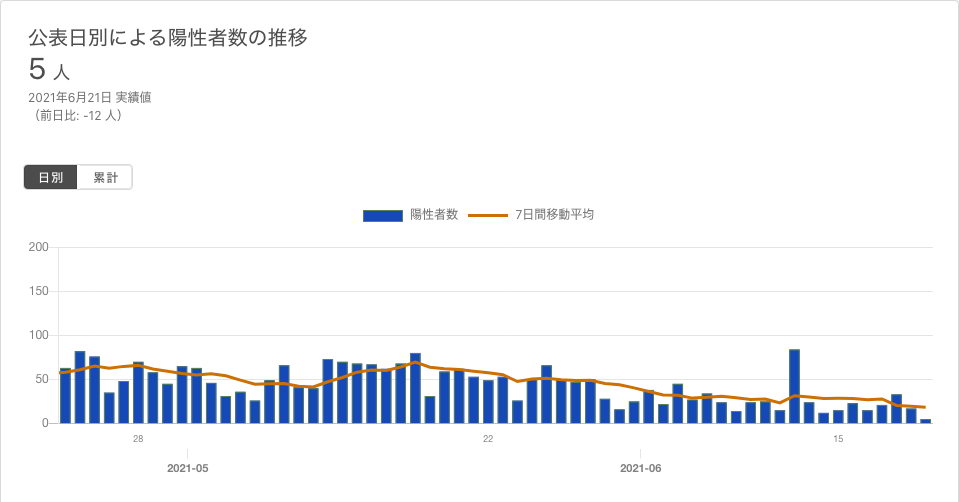 公表日別による陽性者数の推移
5 人
2021年6月21日 実績値
（前日比: -12 人）
日別 累計
陽性者数 7日間移動平均
200
150
100
50
0
28 22 15
2021-05 2021-06